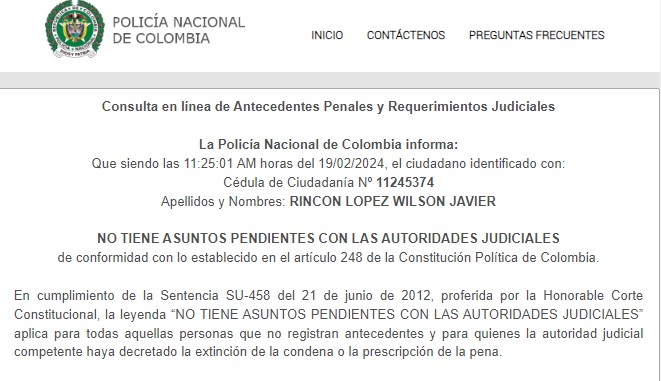 POLICÍA NACIONAL
DE COLOMBIA
INICIO CONTÁCTENOS PREGUNTAS FRECUENTES
Consulta en línea de Antecedentes Penales y Requerimientos Judiciales
La Policía Nacional de Colombia informa:
Que siendo las 11:25:01 AM horas del 19/02/2024, el ciudadano identificado con:
Cédula de Ciudadanía Nº 11245374
Apellidos y Nombres: RINCON LOPEZ WILSON JAVIER
NO TIENE ASUNTOS PENDIENTES CON LAS AUTORIDADES JUDICIALES
de conformidad con lo establecido en el artículo 248 de la Constitución Política de Colombia.
En cumplimiento de la Sentencia SU-458 del 21 de junio de 2012, proferida por la Honorable Corte
Constitucional, la leyenda “NO TIENE ASUNTOS PENDIENTES CON LAS AUTORIDADES JUDICIALES”
aplica para todas aquellas personas que no registran antecedentes y para quienes la autoridad judicial
competente haya decretado la extinción de la condena o la prescripción de la pena.